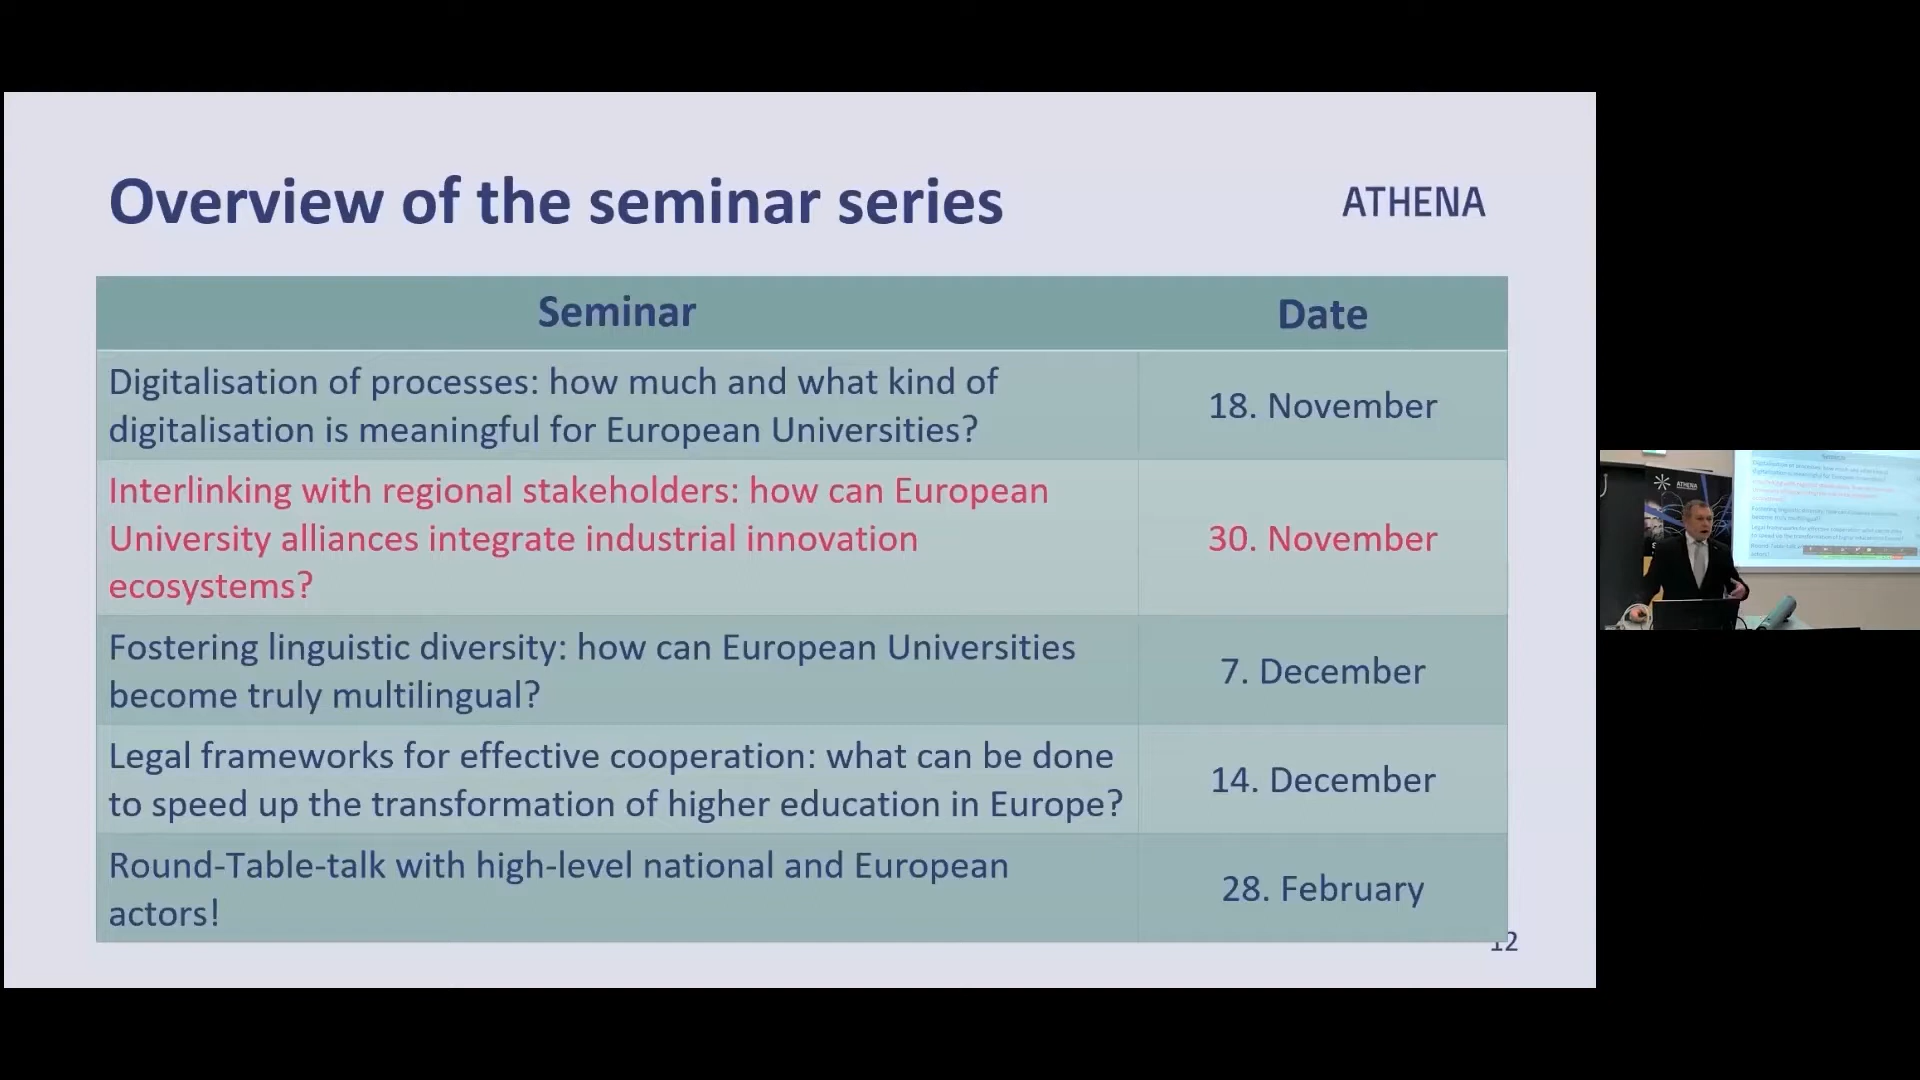 Overview of the seminar series
ATHENA
Seminar
Date
Digitalisation of processes: how much and what kind of
digitalisation is meaningful for European Universities?
18. November
Interlinking with regional stakeholders: how can European
University alliances integrate industrial innovation
ecosystems?
30. November
Fostering linguistic diversity: how can European Universities
become truly multilingual?
7. December
Legal frameworks for effective cooperation: what can be done
to speed up the transformation of higher education in Europe?
14. December
Round-Table-talk with high-level national and European
actors!
28. February
12
ATHENA